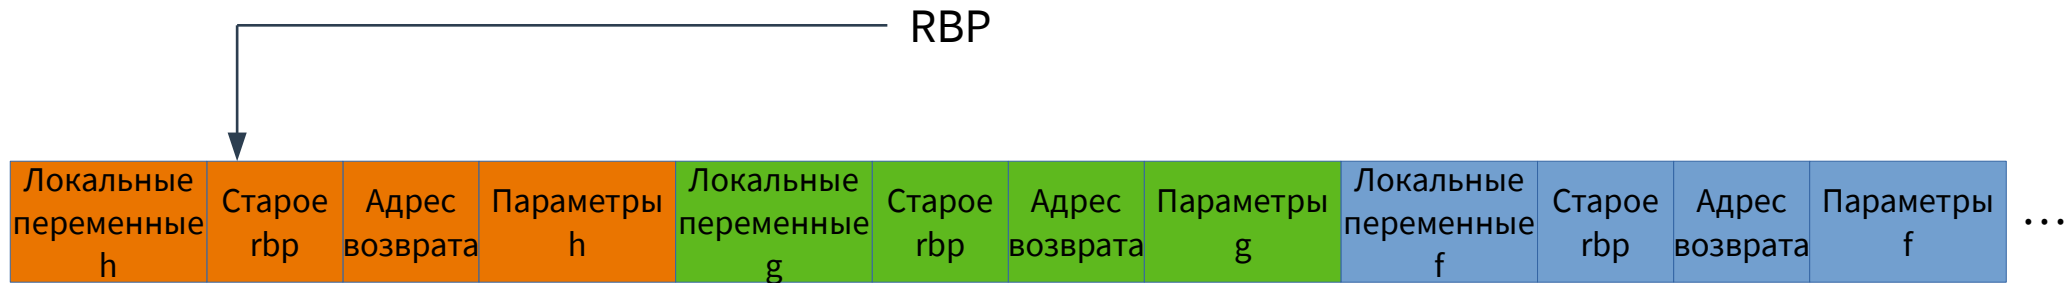 RBP
Локальные
переменные
h
Старое
rbp
Адрес
возврата
Параметры
h
Локальные
переменные
g
Старое
rbp
Адрес
возврата
Параметры
g
Локальные
переменные
f
Старое
rbp
Адрес
возврата
Параметры
f
...